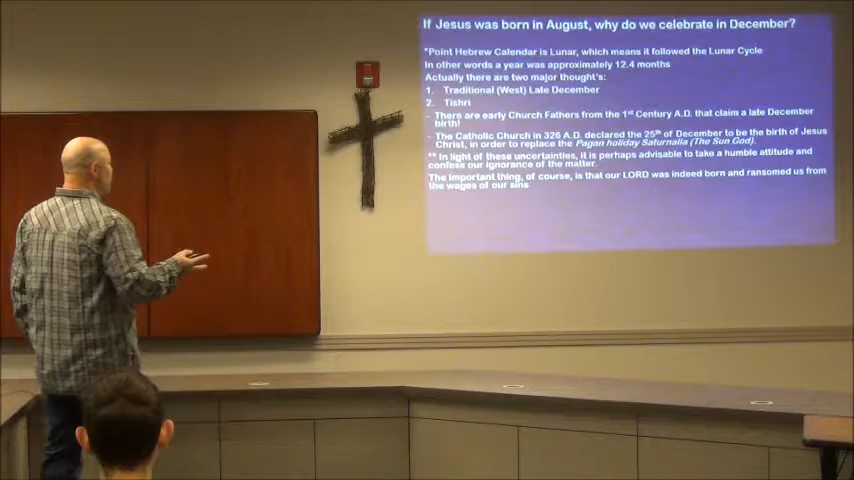 If Jesus was born in August, why do we celebrate in December?
*Point Hebrew Calendar is Lunar, which means it followed the Lunar Cycle
In other words a year was approximately 12.4 months
Actually there are two major thought's:
1. Traditional (West) Late December
2. Tishri
- There are early Church Fathers from the 1st Century A.D. that claim a late December
birth!
- The Catholic Church in 326 A.D. declared the 25th of December to be the birth of Jesus
Christ, in order to replace the Pagan holiday Saturnalia (The Sun God).
** In light of these uncertainties, it is perhaps advisable to take a humble attitude and
confess our ignorance of the matter.
The important thing, of course, is that our LORD was indeed born and ransomed us from
the wages of our sins